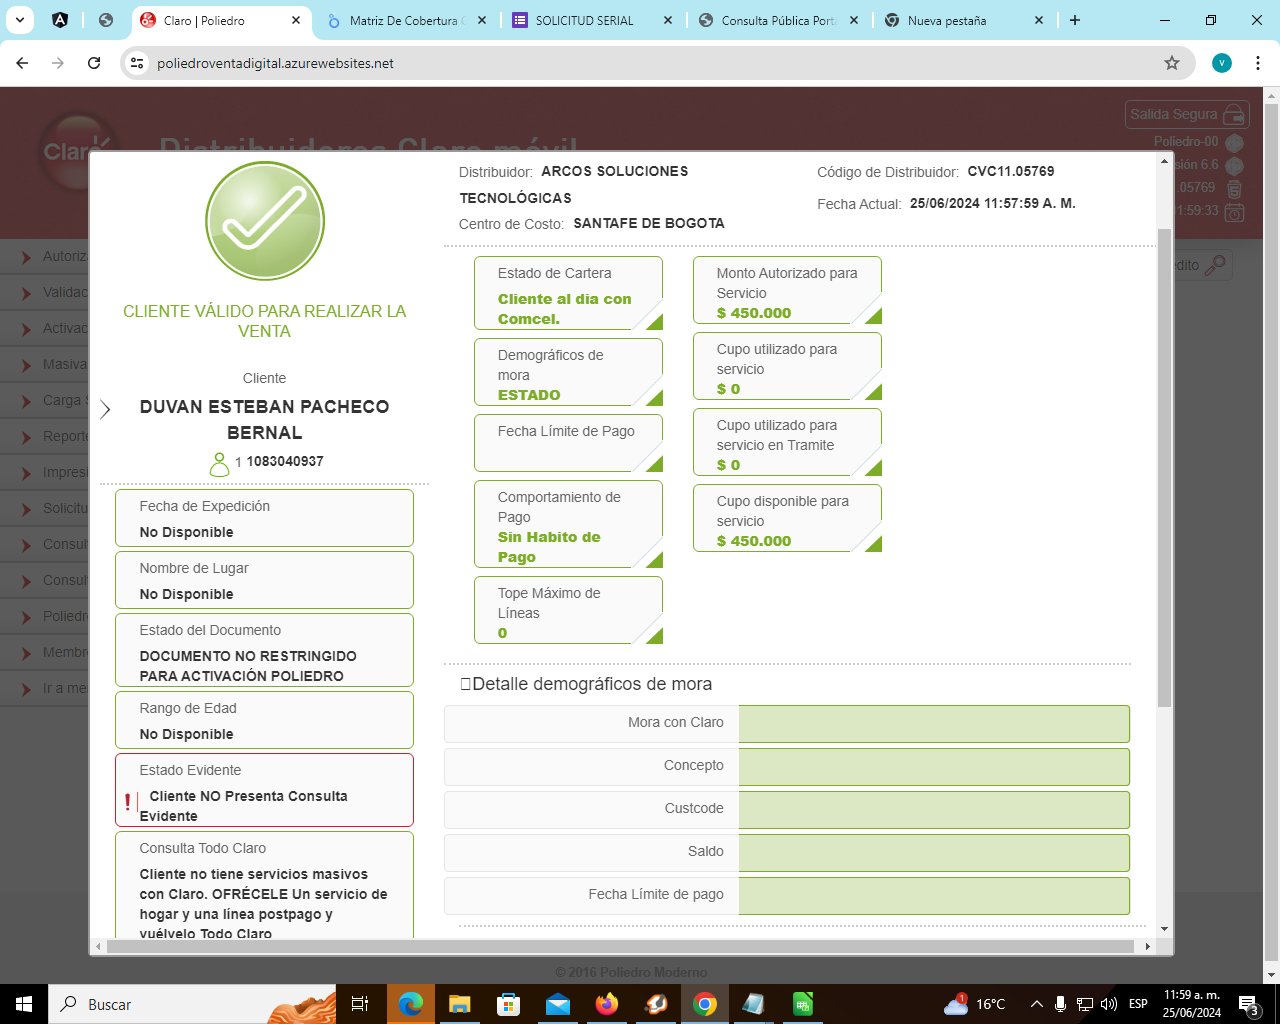 Claro | Poliedro
Matriz De Cobertura
SOLICITUD SERIAL
Consulta Pública Port
Nueva pestaña
poliedroventadigital.azurewebsites.net
v
Claro
Distribuidores Claro móvil
Salida Segura
Poliedro-00
sión 6.6
.05769
1:59:33
Autoriz
Validac
Activac
Masiva
Carga S
Reporte
Impresi
Solicitu
Consul
Consul
Poliedr
Membr
Ir a me
dito
CLIENTE VÁLIDO PARA REALIZAR LA
VENTA
Cliente
DUVAN ESTEBAN PACHECO
BERNAL
1 1083040937
Fecha de Expedición
No Disponible
Nombre de Lugar
No Disponible
Estado del Documento
DOCUMENTO NO RESTRINGIDO
PARA ACTIVACIÓN POLIEDRO
Rango de Edad
No Disponible
Estado Evidente
Cliente NO Presenta Consulta
Evidente
Consulta Todo Claro
Cliente no tiene servicios masivos
con Claro. OFRÉCELE Un servicio de
hogar y una línea postpago y
vuélvelo Todo Claro
Distribuidor: ARCOS SOLUCIONES
TECNOLÓGICAS
Centro de Costo: SANTAFE DE BOGOTA
Código de Distribuidor: CVC11.05769
Fecha Actual: 25/06/2024 11:57:59 A. M.
Estado de Cartera
Cliente al dia con
Comcel.
Demográficos de
mora
ESTADO
Fecha Límite de Pago
Comportamiento de
Pago
Sin Habito de
Pago
Tope Máximo de
Líneas
0
Monto Autorizado para
Servicio
$ 450.000
Cupo utilizado para
servicio
$ 0
Cupo utilizado para
servicio en Tramite
$ 0
Cupo disponible para
servicio
$ 450.000
Detalle demográficos de mora
Mora con Claro
Concepto
Custcode
Saldo
Fecha Límite de pago
© 2016 Poliedro Moderno
Buscar
1
16°C
ESP
11:59 a. m.
25/06/2024
3